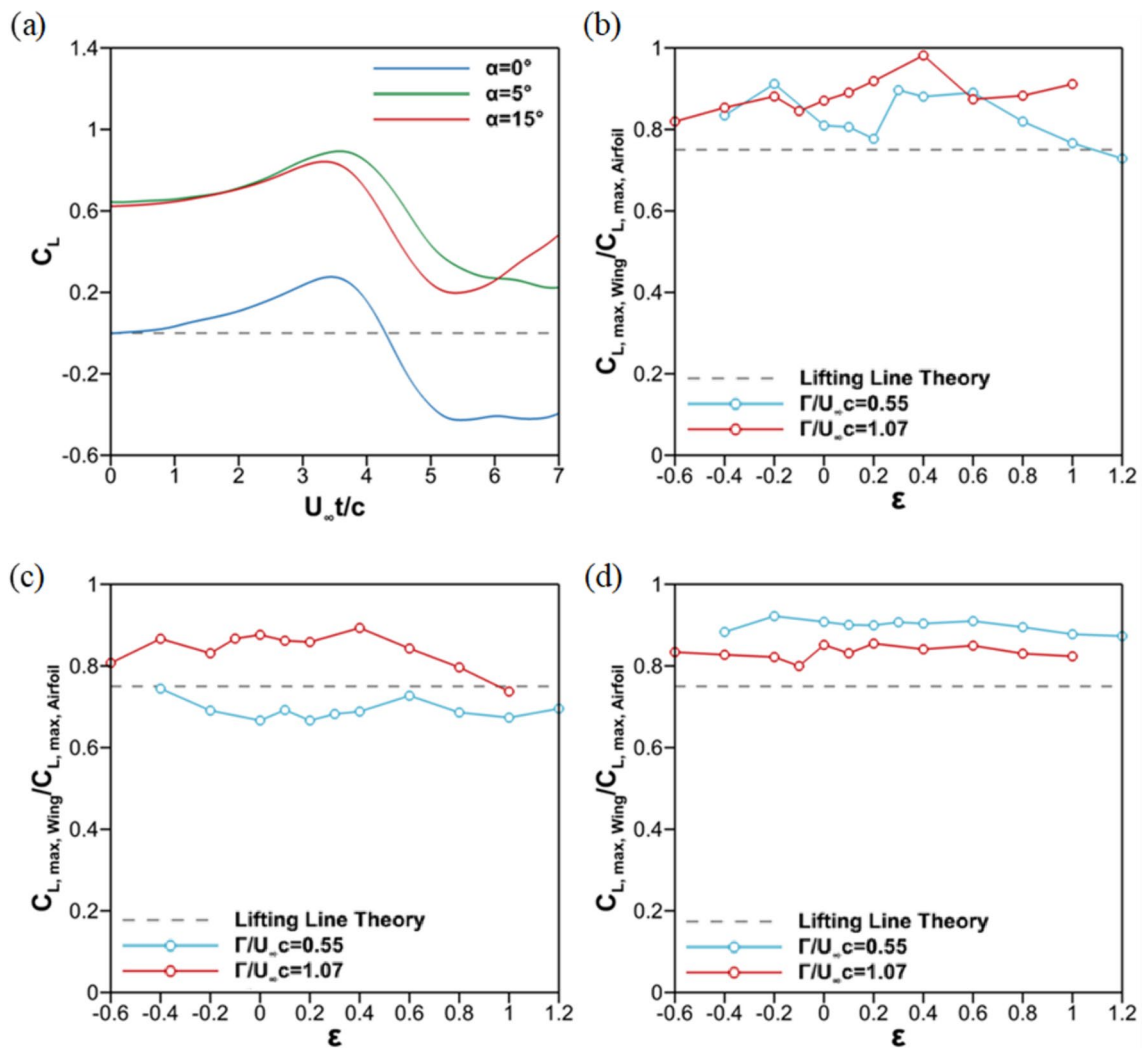 (a)
1.4
1
0.6
0.2
-0.2
-0.6
C_L
α=0°
α=5°
α=15°
0 1 2 3 4 5 6 7
U∞t/c
(b)
1
0.8
0.6
0.4
0.2
0
C_L, max, Wing/C_L, max, Airfoil
Lifting Line Theory
Γ/U∞c=0.55
Γ/U∞c=1.07
-0.6 -0.4 -0.2 0 0.2 0.4 0.6 0.8 1 1.2
ε
(c)
1
0.8
0.6
0.4
0.2
0
C_L, max, Wing/C_L, max, Airfoil
Lifting Line Theory
Γ/U∞c=0.55
Γ/U∞c=1.07
-0.6 -0.4 -0.2 0 0.2 0.4 0.6 0.8 1 1.2
ε
(d)
1
0.8
0.6
0.4
0.2
0
C_L, max, Wing/C_L, max, Airfoil
Lifting Line Theory
Γ/U∞c=0.55
Γ/U∞c=1.07
-0.6 -0.4 -0.2 0 0.2 0.4 0.6 0.8 1 1.2
ε